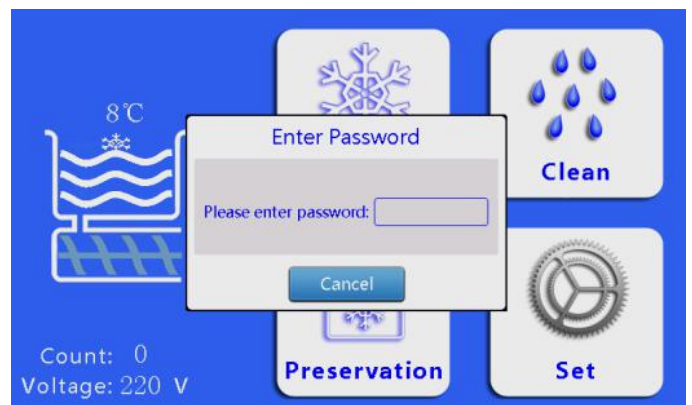 8℃
Enter Password
Please enter password:
Cancel
Clean
Preservation
Set
Count: 0
Voltage: 220 V